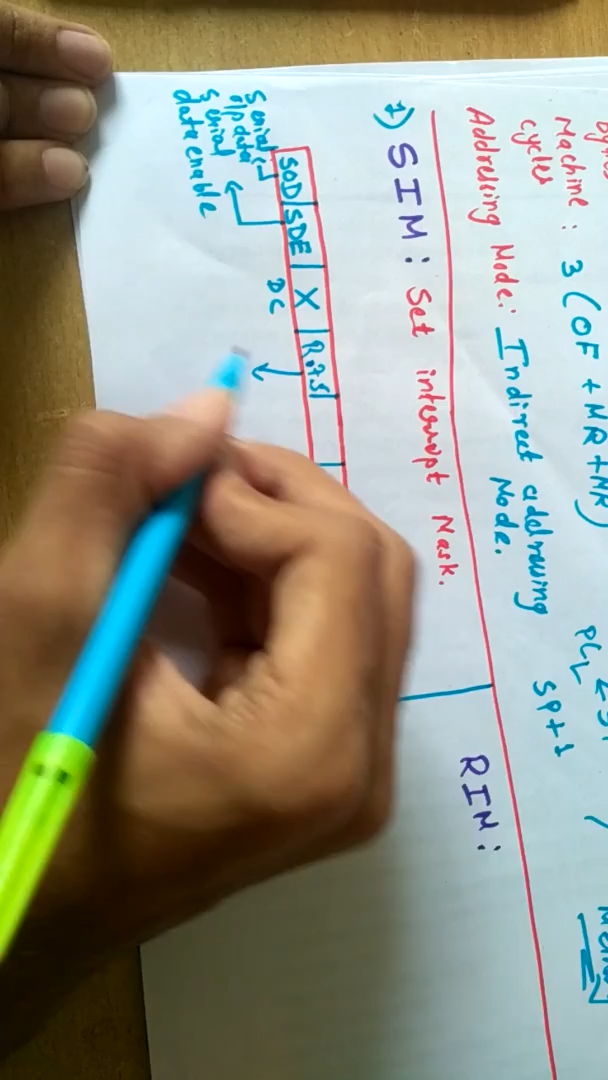 Machine : 3 (OF + MR + MR)
cycles
Addressing Mode: Indirect addressing
Mode.
SP+1
1) SIM: Set interrupt Mask.
RIM:
SOD SDE X R7.5
Serial
o/p data
DC
Serial
data enable